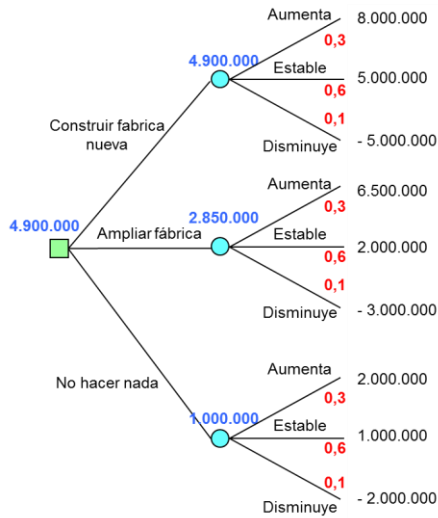 Aumenta
8.000.000
0,3
4.900.000
Estable
5.000.000
0,6
0,1
Construir fabrica
nueva
Disminuye
- 5.000.000
Aumenta
6.500.000
0,3
4.900.000
Ampliar fábrica
2.850.000
Estable
2.000.000
0,6
0,1
Disminuye
- 3.000.000
No hacer nada
Aumenta
2.000.000
0,3
1.000.000
Estable
1.000.000
0,6
0,1
Disminuye
- 2.000.000